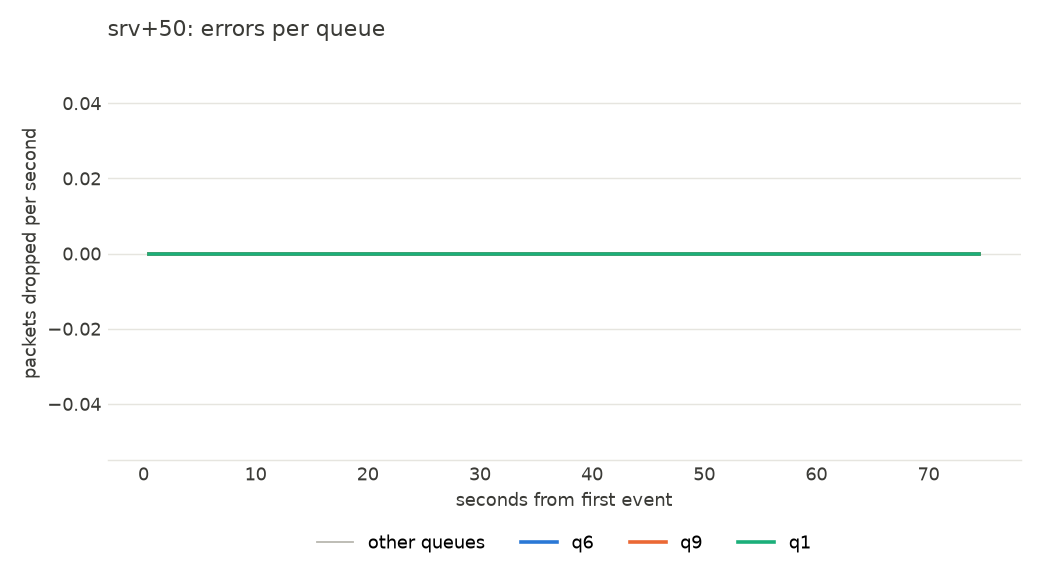 srv+50: errors per queue
packets dropped per second
0.04
0.02
0.00
−0.02
−0.04
0 10 20 30 40 50 60 70
seconds from first event
other queues q6 q9 q1